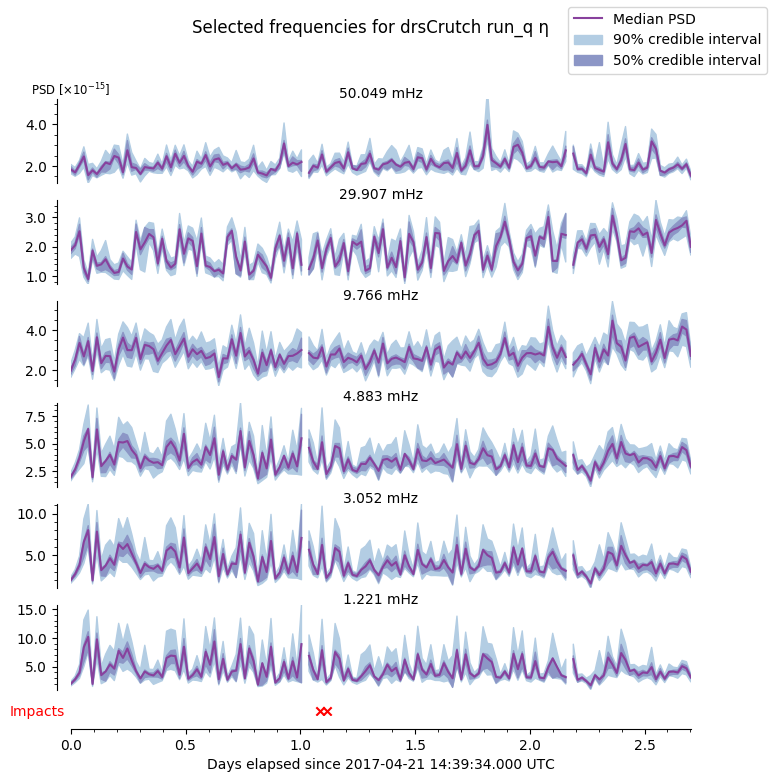 Selected frequencies for drsCrutch run_q η
Median PSD
90% credible interval
50% credible interval
PSD [×10⁻¹⁵]
50.049 mHz
4.0
2.0
29.907 mHz
3.0
2.0
1.0
9.766 mHz
4.0
2.0
4.883 mHz
7.5
5.0
2.5
3.052 mHz
10.0
5.0
1.221 mHz
15.0
10.0
5.0
Impacts
0.0 0.5 1.0 1.5 2.0 2.5
Days elapsed since 2017-04-21 14:39:34.000 UTC